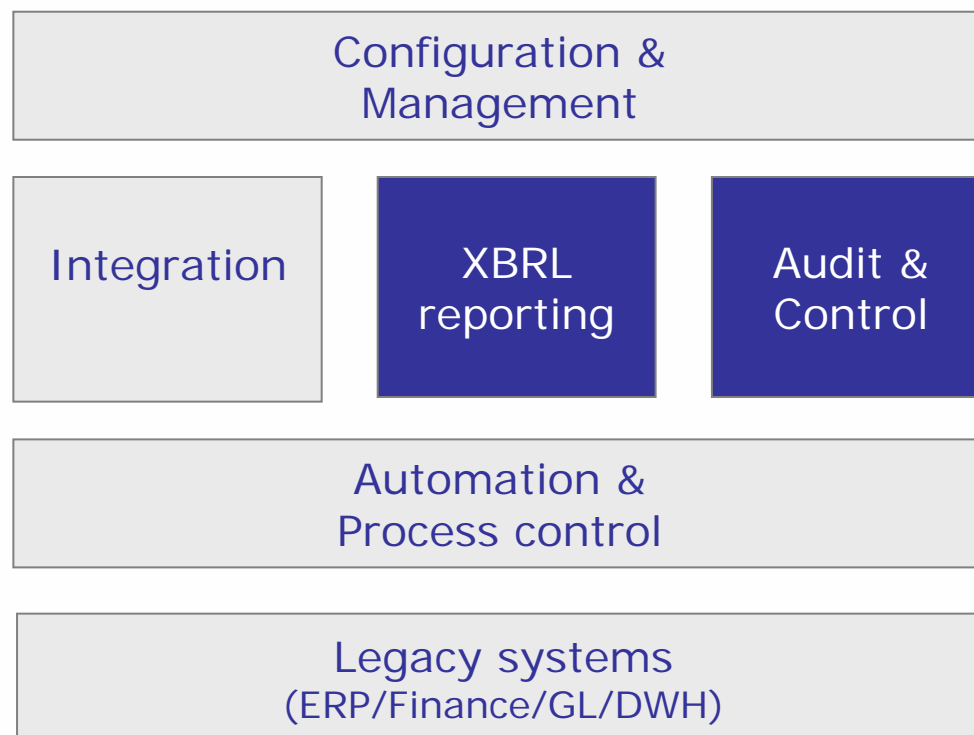 Configuration &
Management
Integration
XBRL
reporting
Audit &
Control
Automation &
Process control
Legacy systems
(ERP/Finance/GL/DWH)